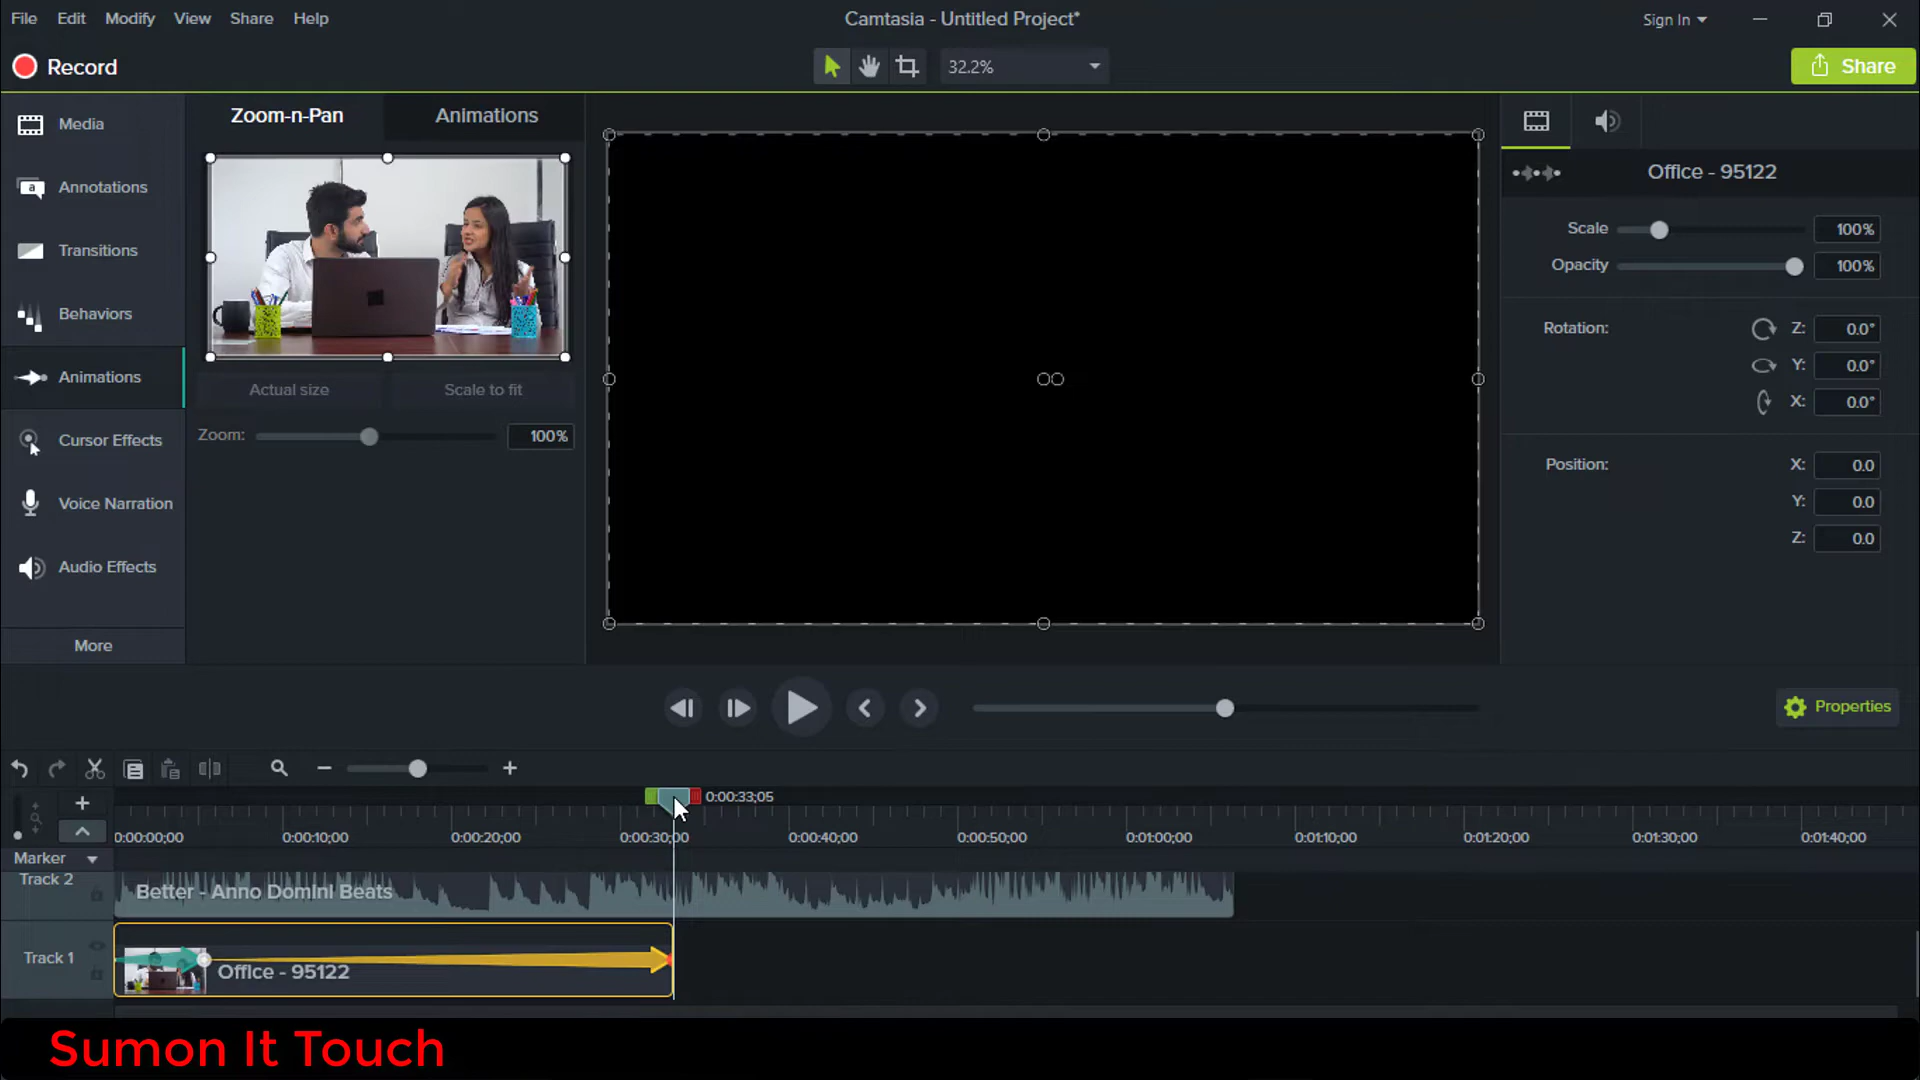 File Edit Modify View Share Help
Camtasia - Untitled Project*
Sign In
Record
32.2%
Share
Media
Annotations
Transitions
Behaviors
Animations
Cursor Effects
Voice Narration
Audio Effects
More
Zoom-n-Pan Animations
Actual size Scale to fit
Zoom: 100%
Office - 95122
Scale 100%
Opacity 100%
Rotation: Z: 0.0°
Y: 0.0°
X: 0.0°
Position: X: 0.0
Y: 0.0
Z: 0.0
Properties
0:00:33;05
0:00:00;00 0:00:10;00 0:00:20;00 0:00:30;00 0:00:40;00 0:00:50;00 0:01:00;00 0:01:10;00 0:01:20;00 0:01:30;00 0:01:40;00
Marker
Track 2
Better - Anno Domini Beats
Track 1
Office - 95122
Sumon It Touch